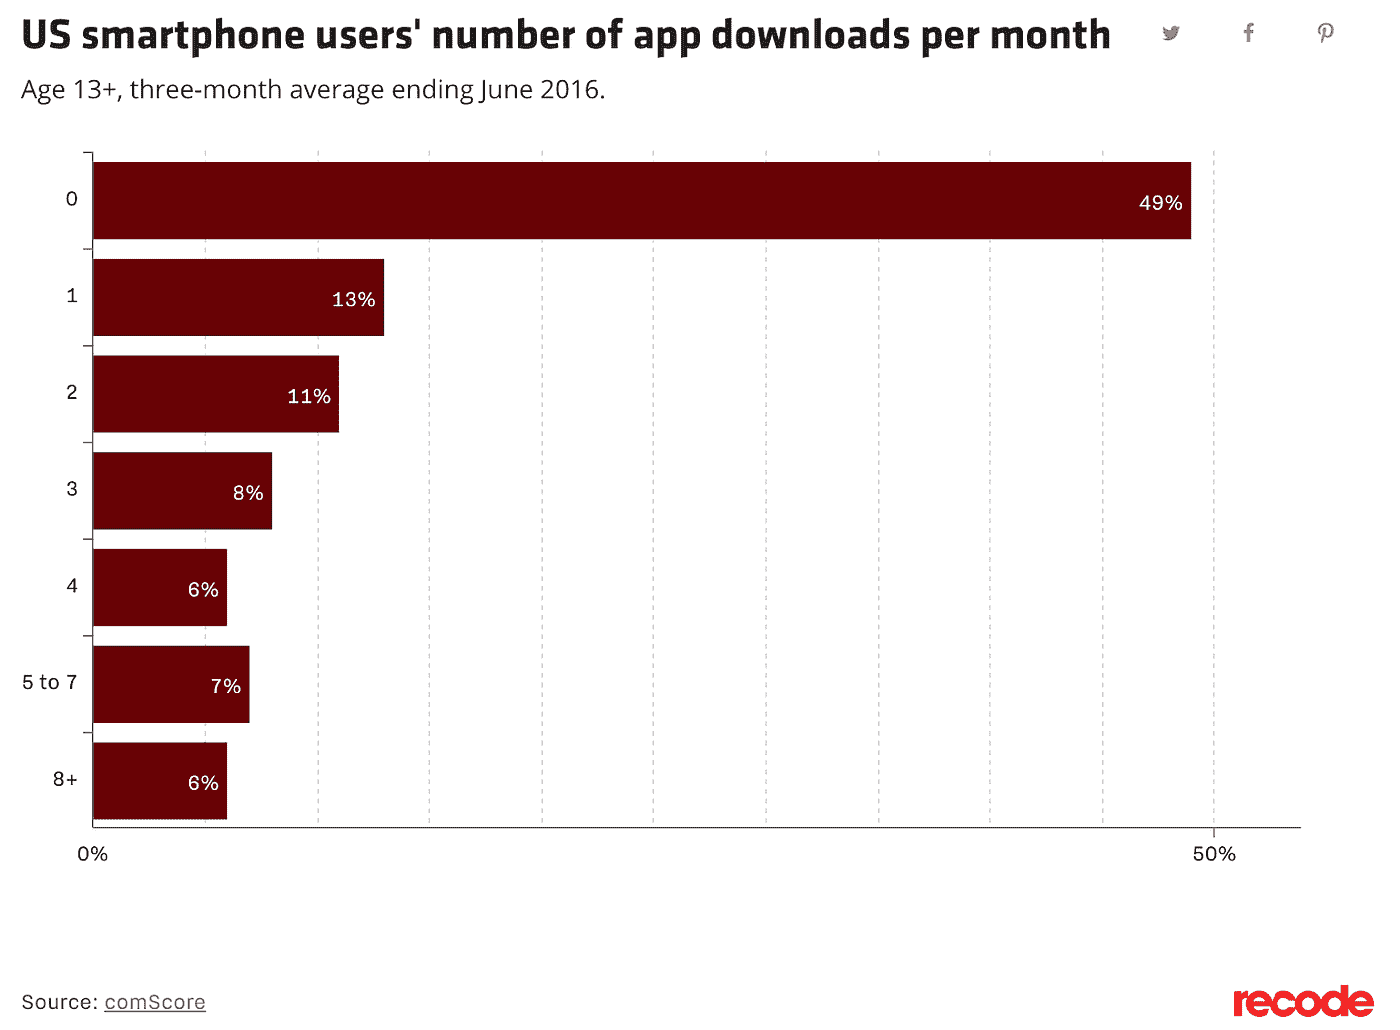 US smartphone users' number of app downloads per month
Age 13+, three-month average ending June 2016.
0 49%
1 13%
2 11%
3 8%
4 6%
5 to 7 7%
8+ 6%
0% 50%
Source: comScore
recode